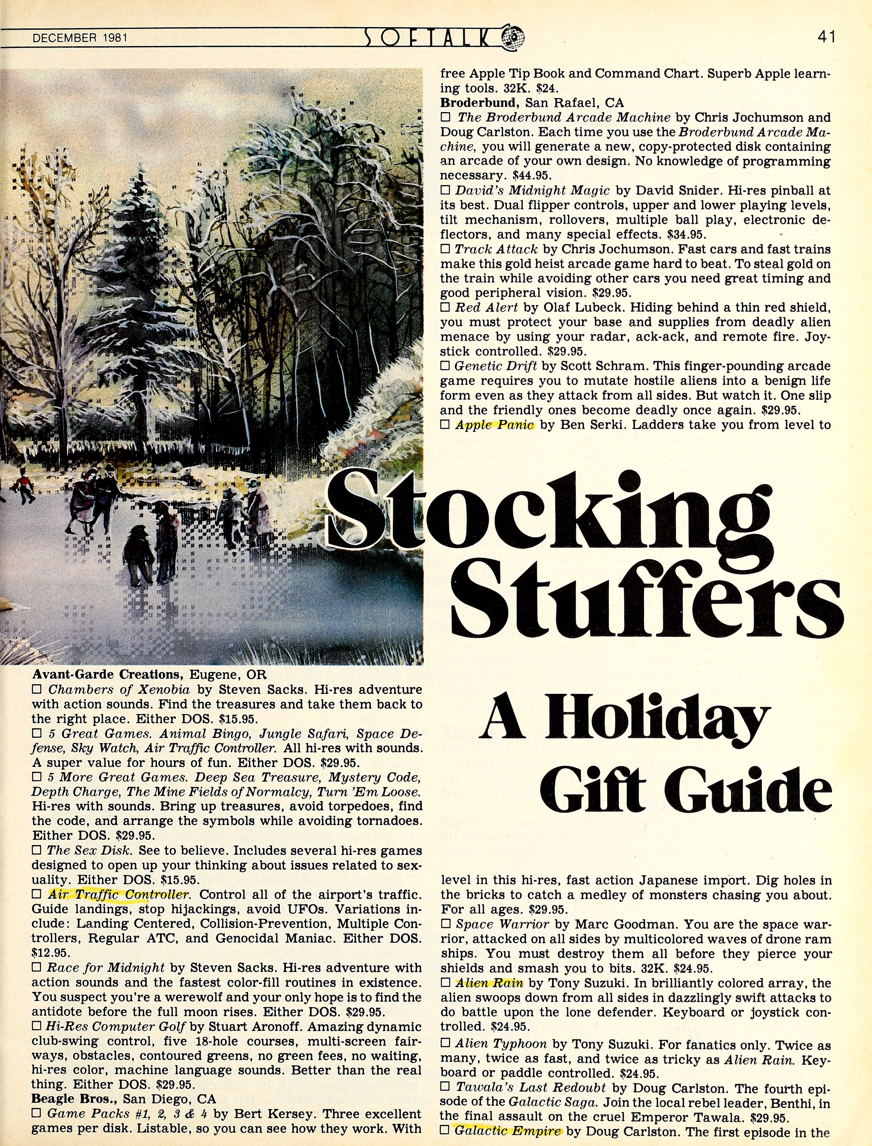 DECEMBER 1981
SOFTALK
41
Avant-Garde Creations, Eugene, OR
☐ Chambers of Xenobia by Steven Sacks. Hi-res adventure
with action sounds. Find the treasures and take them back to
the right place. Either DOS. $15.95.
☐ 5 Great Games. Animal Bingo, Jungle Safari, Space De-
fense, Sky Watch, Air Traffic Controller. All hi-res with sounds.
A super value for hours of fun. Either DOS. $29.95.
☐ 5 More Great Games. Deep Sea Treasure, Mystery Code,
Depth Charge, The Mine Fields of Normalcy, Turn 'Em Loose.
Hi-res with sounds. Bring up treasures, avoid torpedoes, find
the code, and arrange the symbols while avoiding tornadoes.
Either DOS. $29.95.
☐ The Sex Disk. See to believe. Includes several hi-res games
designed to open up your thinking about issues related to sex-
uality. Either DOS. $15.95.
☐ Air Traffic Controller. Control all of the airport's traffic.
Guide landings, stop hijackings, avoid UFOs. Variations in-
clude: Landing Centered, Collision-Prevention, Multiple Con-
trollers, Regular ATC, and Genocidal Maniac. Either DOS.
$12.95.
☐ Race for Midnight by Steven Sacks. Hi-res adventure with
action sounds and the fastest color-fill routines in existence.
You suspect you're a werewolf and your only hope is to find the
antidote before the full moon rises. Either DOS. $29.95.
☐ Hi-Res Computer Golf by Stuart Aronoff. Amazing dynamic
club-swing control, five 18-hole courses, multi-screen fair-
ways, obstacles, contoured greens, no green fees, no waiting,
hi-res color, machine language sounds. Better than the real
thing. Either DOS. $29.95.
Beagle Bros., San Diego, CA
☐ Game Packs #1, 2, 3 & 4 by Bert Kersey. Three excellent
games per disk. Listable, so you can see how they work. With
free Apple Tip Book and Command Chart. Superb Apple learn-
ing tools. 32K. $24.
Broderbund, San Rafael, CA
☐ The Broderbund Arcade Machine by Chris Jochumson and
Doug Carlston. Each time you use the Broderbund Arcade Ma-
chine, you will generate a new, copy-protected disk containing
an arcade of your own design. No knowledge of programming
necessary. $44.95.
☐ David's Midnight Magic by David Snider. Hi-res pinball at
its best. Dual flipper controls, upper and lower playing levels,
tilt mechanism, rollovers, multiple ball play, electronic de-
flectors, and many special effects. $34.95.
☐ Track Attack by Chris Jochumson. Fast cars and fast trains
make this gold heist arcade game hard to beat. To steal gold on
the train while avoiding other cars you need great timing and
good peripheral vision. $29.95.
☐ Red Alert by Olaf Lubeck. Hiding behind a thin red shield,
you must protect your base and supplies from deadly alien
menace by using your radar, ack-ack, and remote fire. Joy-
stick controlled. $29.95.
☐ Genetic Drift by Scott Schram. This finger-pounding arcade
game requires you to mutate hostile aliens into a benign life
form even as they attack from all sides. But watch it. One slip
and the friendly ones become deadly once again. $29.95.
☐ Apple Panic by Ben Serki. Ladders take you from level to
Stocking
Stuffers
A Holiday
Gift Guide
level in this hi-res, fast action Japanese import. Dig holes in
the bricks to catch a medley of monsters chasing you about.
For all ages. $29.95.
☐ Space Warrior by Marc Goodman. You are the space war-
rior, attacked on all sides by multicolored waves of drone ram
ships. You must destroy them all before they pierce your
shields and smash you to bits. 32K. $24.95.
☐ Alien Rain by Tony Suzuki. In brilliantly colored array, the
alien swoops down from all sides in dazzlingly swift attacks to
do battle upon the lone defender. Keyboard or joystick con-
trolled. $24.95.
☐ Alien Typhoon by Tony Suzuki. For fanatics only. Twice as
many, twice as fast, and twice as tricky as Alien Rain. Key-
board or paddle controlled. $24.95.
☐ Tawala's Last Redoubt by Doug Carlston. The fourth epi-
sode of the Galactic Saga. Join the local rebel leader, Benthi, in
the final assault on the cruel Emperor Tawala. $29.95.
☐ Galactic Empire by Doug Carlston. The first episode in the